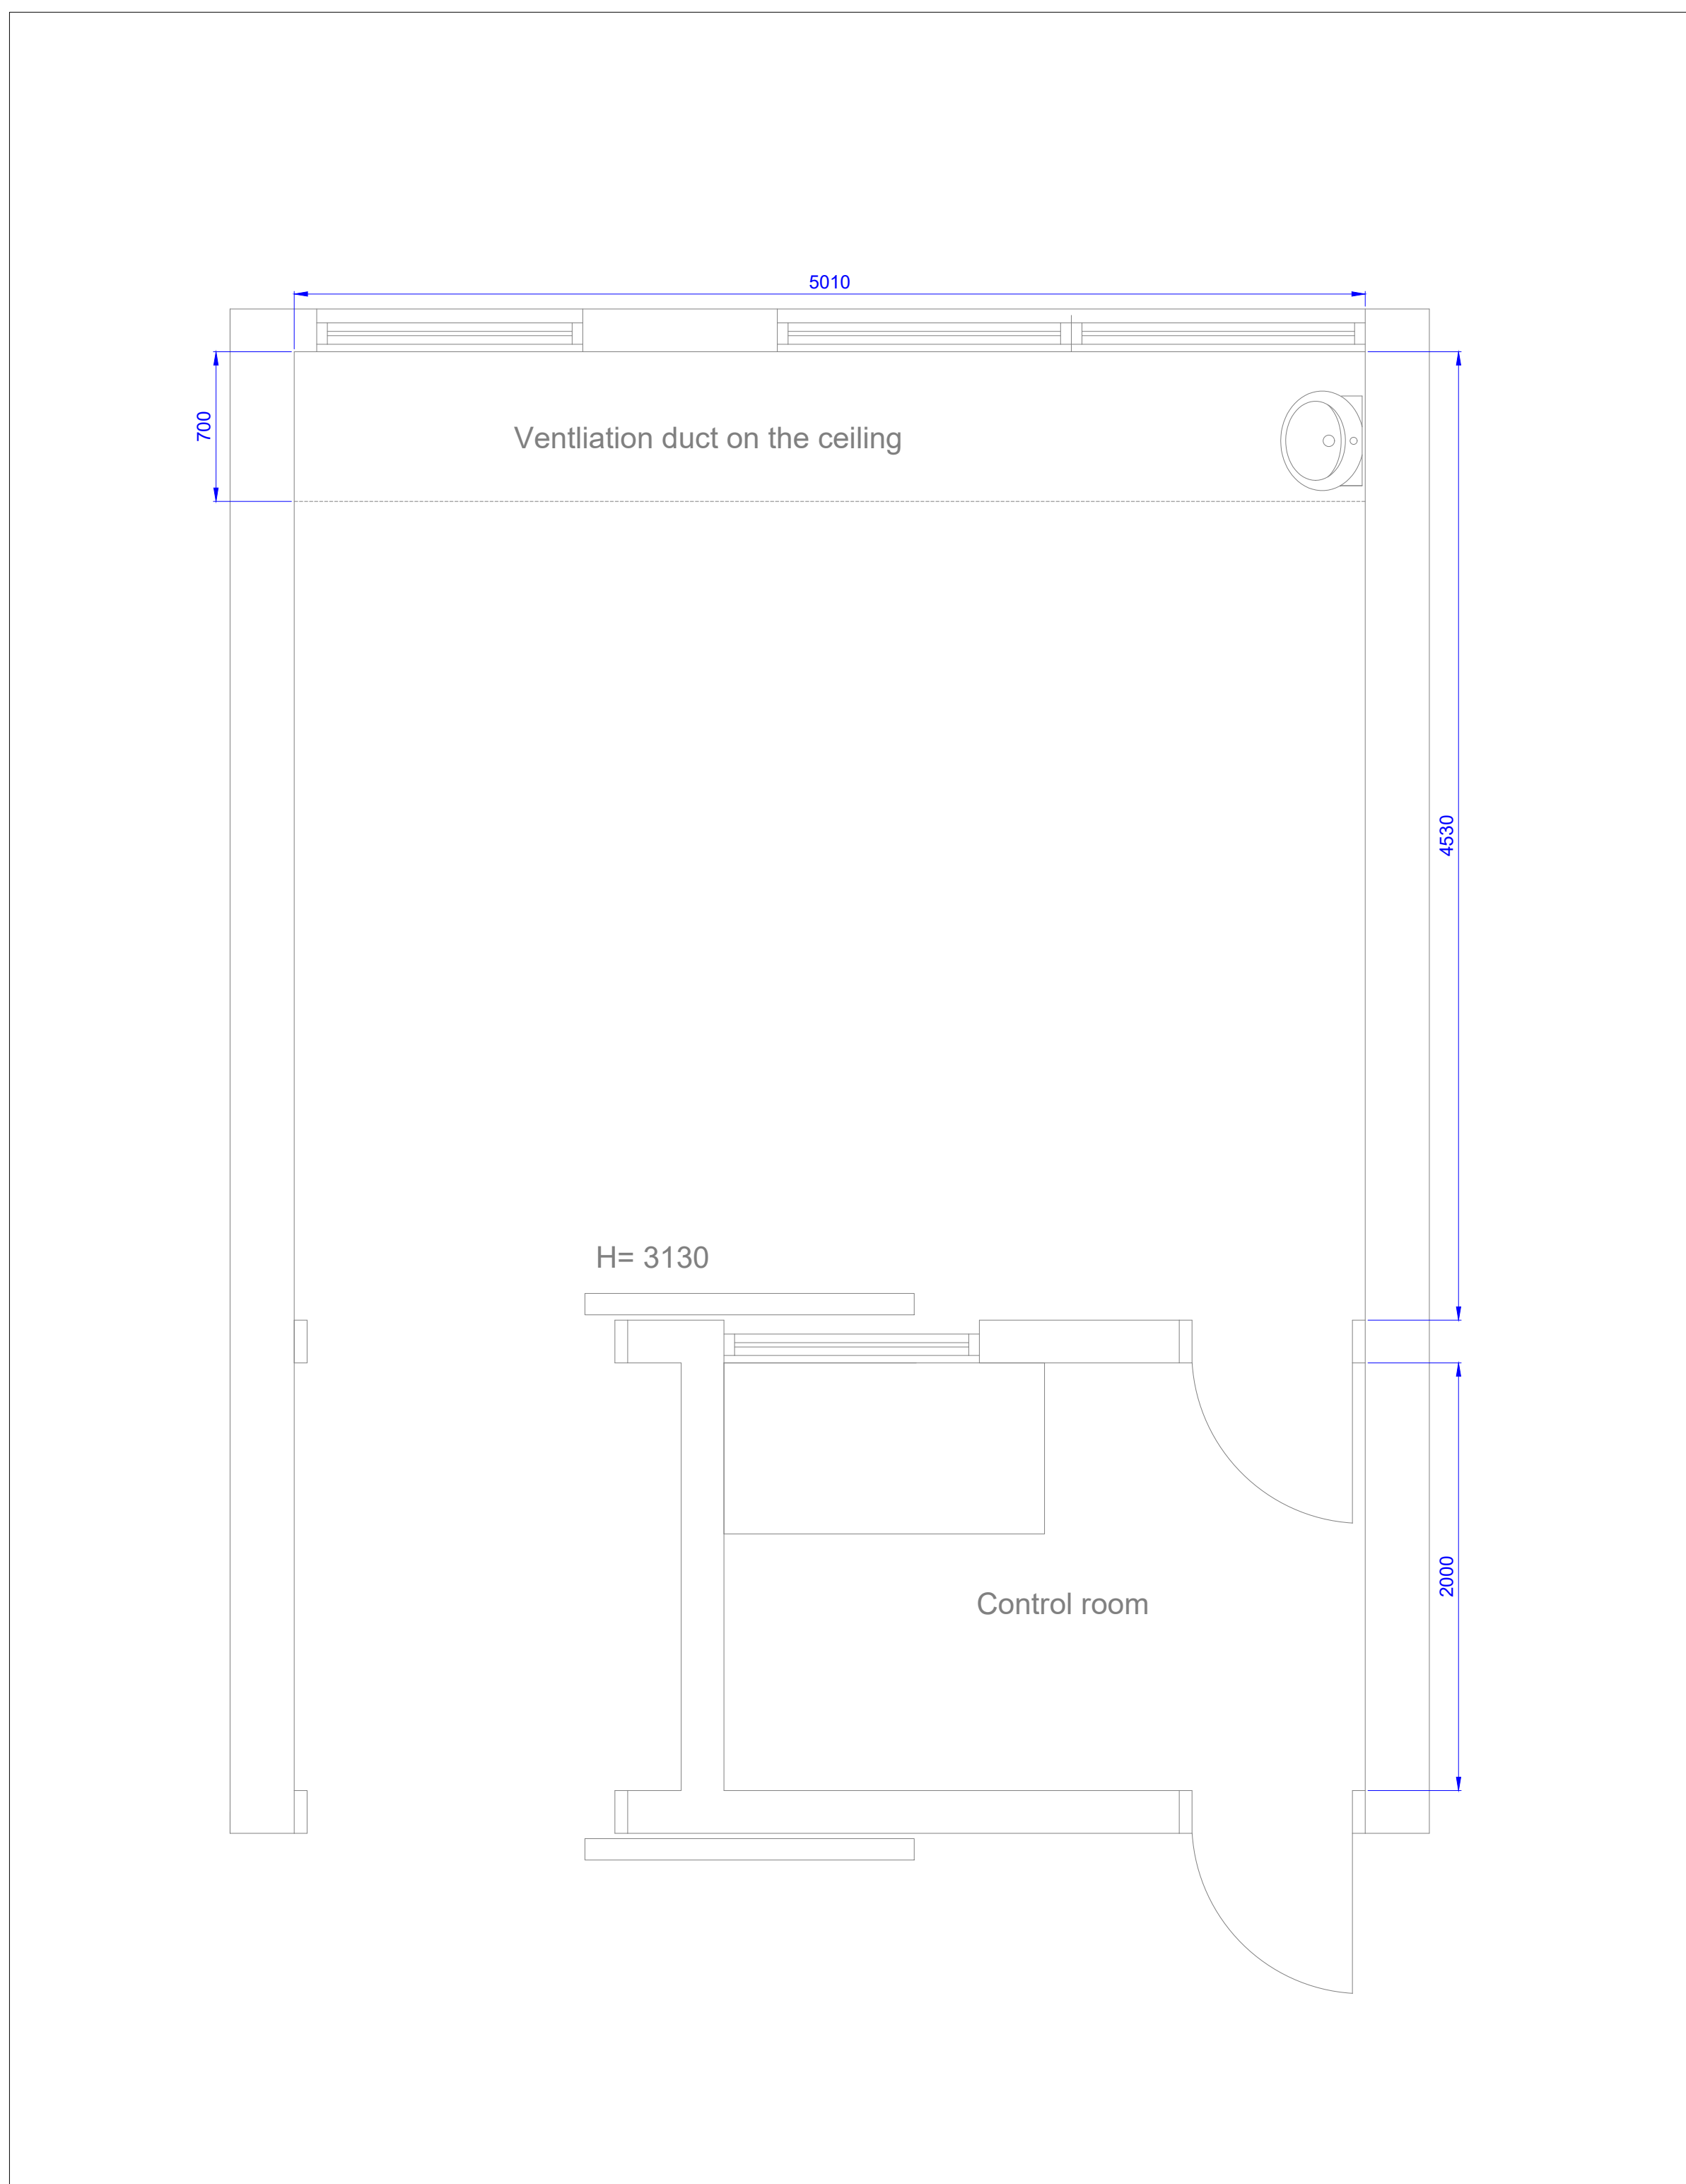 5010
700
Ventliation duct on the ceiling
4530
H= 3130
2000
Control room